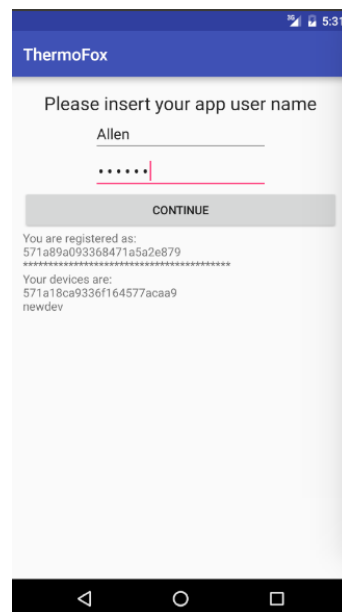 3G 5:31
ThermoFox
Please insert your app user name
Allen
••••••
CONTINUE
You are registered as:
571a89a093368471a5a2e879
*****************************************
Your devices are:
571a18ca9336f164577acaa9
newdev